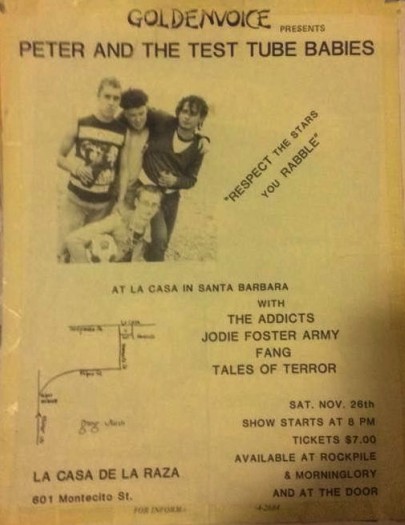 GOLDENVOICE PRESENTS
PETER AND THE TEST TUBE BABIES
"RESPECT THE STARS
YOU RABBLE"
AT LA CASA IN SANTA BARBARA
WITH
THE ADDICTS
JODIE FOSTER ARMY
FANG
TALES OF TERROR
SAT. NOV. 26th
SHOW STARTS AT 8 PM
TICKETS $7.00
AVAILABLE AT ROCKPILE
& MORNINGLORY
AND AT THE DOOR
LA CASA DE LA RAZA
601 Montecito St.
FOR INFORM